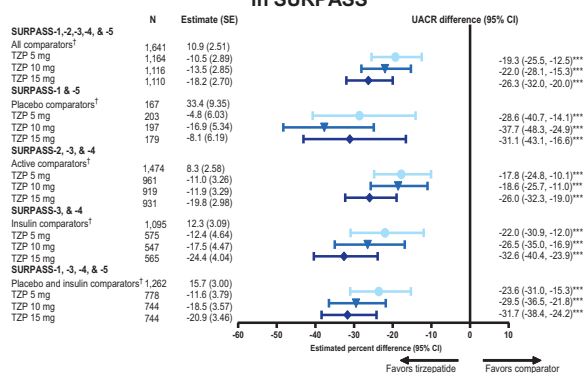 in SURPASS
N Estimate (SE) UACR difference (95% CI)
SURPASS-1,-2,-3,-4, & -5
All comparators† 1,641 10.9 (2.51)
TZP 5 mg 1,164 -10.5 (2.89) -19.3 (-25.5, -12.5)***
TZP 10 mg 1,116 -13.5 (2.85) -22.0 (-28.1, -15.3)***
TZP 15 mg 1,110 -18.2 (2.70) -26.3 (-32.0, -20.0)***
SURPASS-1 & -5
Placebo comparators† 167 33.4 (9.35)
TZP 5 mg 203 -4.8 (6.03) -28.6 (-40.7, -14.1)***
TZP 10 mg 197 -16.9 (5.34) -37.7 (-48.3, -24.9)***
TZP 15 mg 179 -8.1 (6.19) -31.1 (-43.1, -16.6)***
SURPASS-2, -3, & -4
Active comparators† 1,474 8.3 (2.58)
TZP 5 mg 961 -11.0 (3.26) -17.8 (-24.8, -10.1)***
TZP 10 mg 919 -11.9 (3.29) -18.6 (-25.7, -11.0)***
TZP 15 mg 931 -19.8 (2.98) -26.0 (-32.3, -19.0)***
SURPASS-3, & -4
Insulin comparators† 1,095 12.3 (3.09)
TZP 5 mg 575 -12.4 (4.64) -22.0 (-30.9, -12.0)***
TZP 10 mg 547 -17.5 (4.47) -26.5 (-35.0, -16.9)***
TZP 15 mg 565 -24.4 (4.04) -32.6 (-40.4, -23.9)***
SURPASS-1, -3, -4, & -5
Placebo and insulin comparators† 1,262 15.7 (3.00)
TZP 5 mg 778 -11.6 (3.79) -23.6 (-31.0, -15.3)***
TZP 10 mg 744 -18.5 (3.57) -29.5 (-36.5, -21.8)***
TZP 15 mg 744 -20.9 (3.46) -31.7 (-38.4, -24.2)***
-60 -50 -40 -30 -20 -10 0 10
Estimated percent difference (95% CI)
Favors tirzepatide Favors comparator